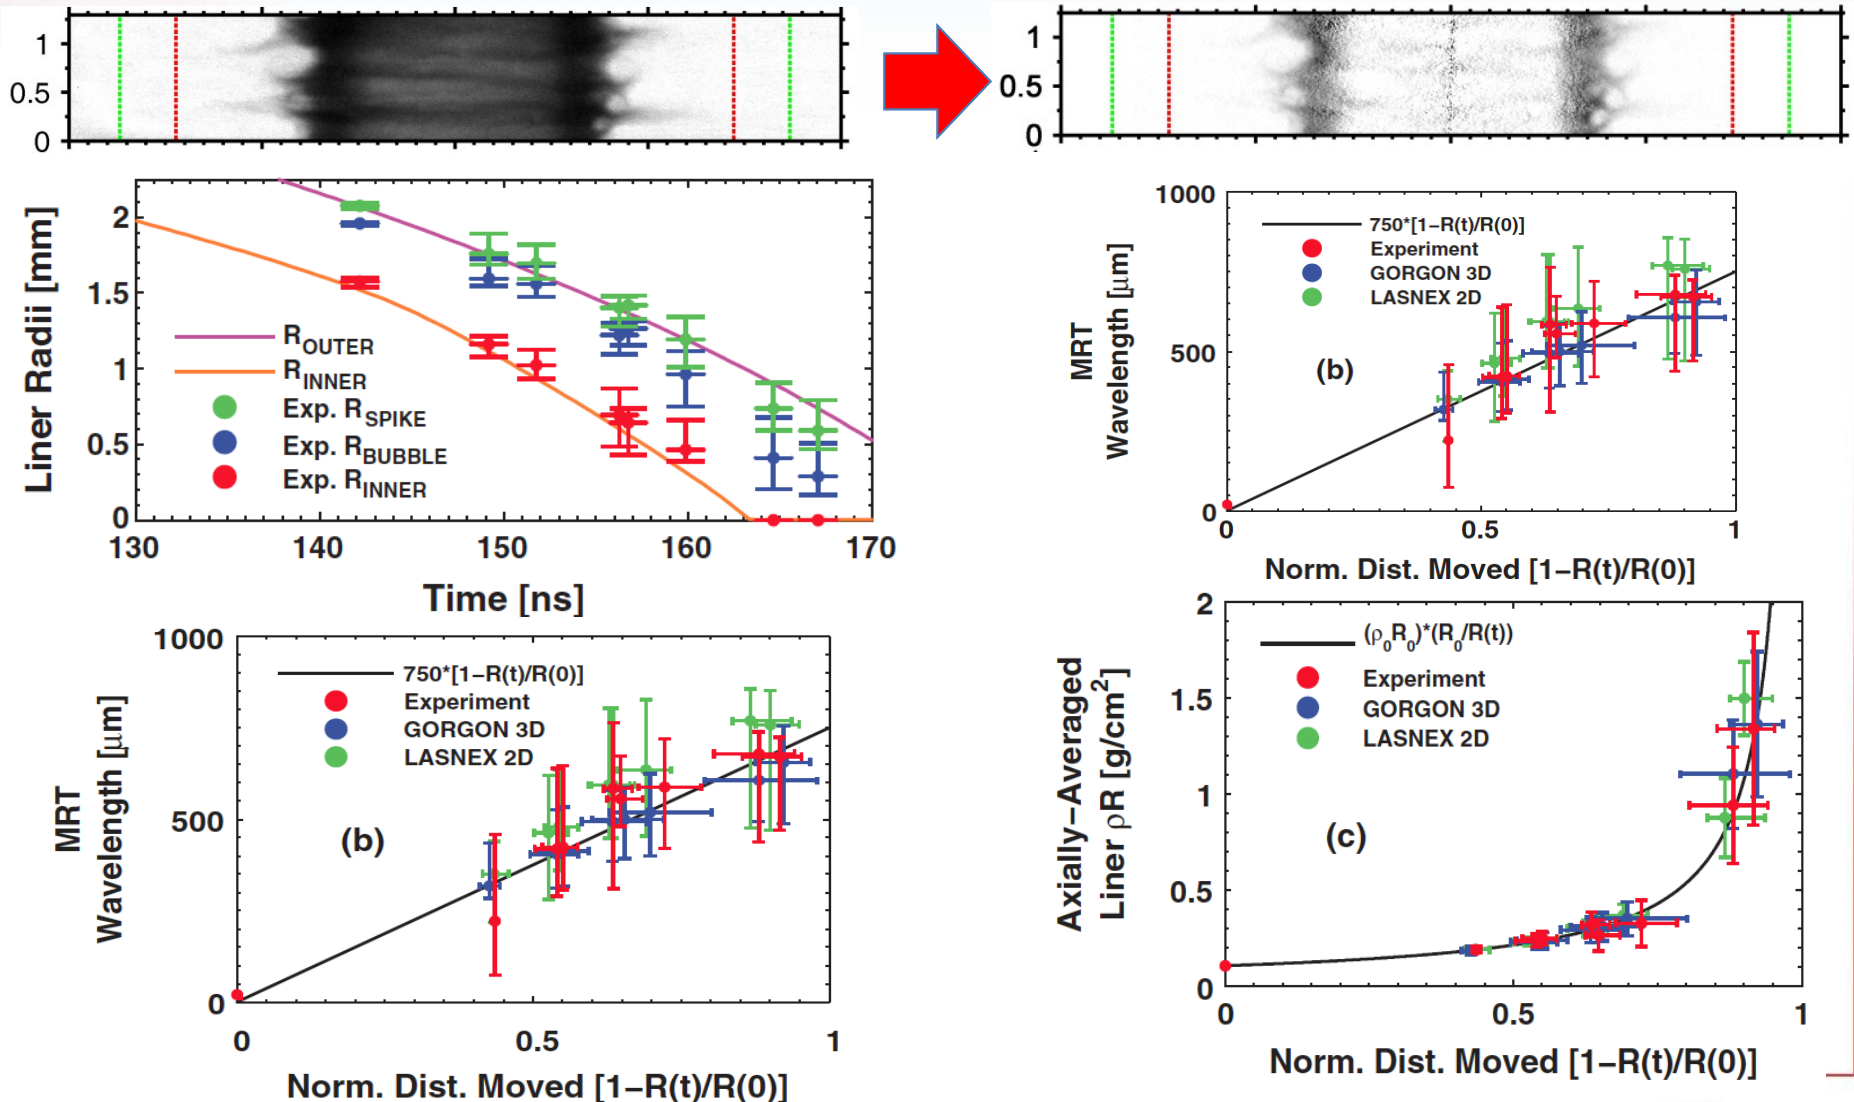 1
0.5
0
1
0.5
0
2
1.5
1
0.5
0
Liner Radii [mm]
R_OUTER
R_INNER
Exp. R_SPIKE
Exp. R_BUBBLE
Exp. R_INNER
130 140 150 160 170
Time [ns]
1000
500
0
MRT
Wavelength [μm]
750*[1−R(t)/R(0)]
Experiment
GORGON 3D
LASNEX 2D
(b)
0 0.5 1
Norm. Dist. Moved [1−R(t)/R(0)]
1000
500
0
MRT
Wavelength [μm]
750*[1−R(t)/R(0)]
Experiment
GORGON 3D
LASNEX 2D
(b)
0 0.5 1
Norm. Dist. Moved [1−R(t)/R(0)]
2
1.5
1
0.5
0
Axially−Averaged
Liner ρR [g/cm²]
(ρ₀R₀)*(R₀/R(t))
Experiment
GORGON 3D
LASNEX 2D
(c)
0 0.5 1
Norm. Dist. Moved [1−R(t)/R(0)]